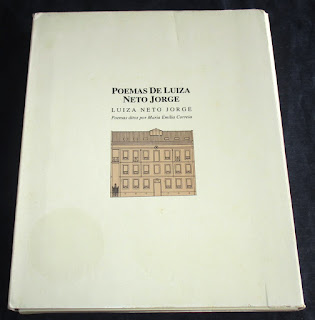 POEMAS DE LUIZA
NETO JORGE
LUIZA NETO JORGE
Poemas ditos por Maria Emília Correia